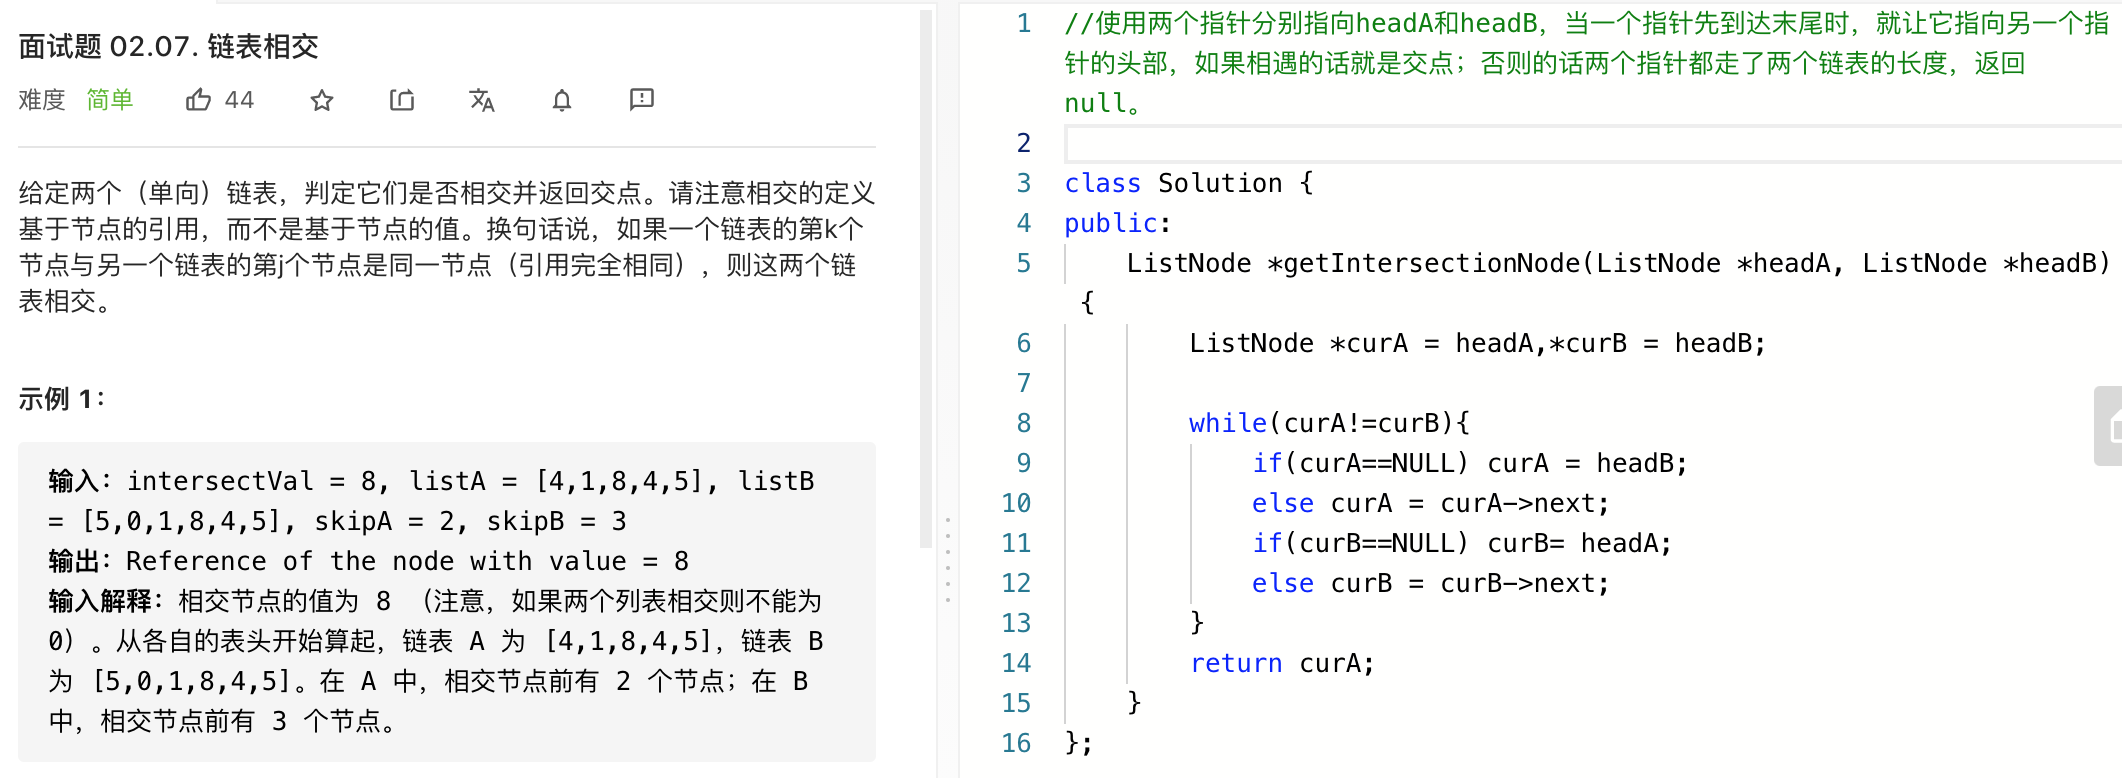 面试题 02.07. 链表相交
难度 简单 44
给定两个（单向）链表，判定它们是否相交并返回交点。请注意相交的定义
基于节点的引用，而不是基于节点的值。换句话说，如果一个链表的第k个
节点与另一个链表的第j个节点是同一节点（引用完全相同），则这两个链
表相交。
示例 1：
输入：intersectVal = 8, listA = [4,1,8,4,5], listB
= [5,0,1,8,4,5], skipA = 2, skipB = 3
输出：Reference of the node with value = 8
输入解释：相交节点的值为 8 （注意，如果两个列表相交则不能为
0）。从各自的表头开始算起，链表 A 为 [4,1,8,4,5]，链表 B
为 [5,0,1,8,4,5]。在 A 中，相交节点前有 2 个节点；在 B
中，相交节点前有 3 个节点。
1 //使用两个指针分别指向headA和headB，当一个指针先到达末尾时，就让它指向另一个指
针的头部，如果相遇的话就是交点；否则的话两个指针都走了两个链表的长度，返回
null。
2
3 class Solution {
4 public:
5     ListNode *getIntersectionNode(ListNode *headA, ListNode *headB)
{
6         ListNode *curA = headA,*curB = headB;
7
8         while(curA!=curB){
9             if(curA==NULL) curA = headB;
10             else curA = curA->next;
11             if(curB==NULL) curB= headA;
12             else curB = curB->next;
13         }
14         return curA;
15     }
16 };